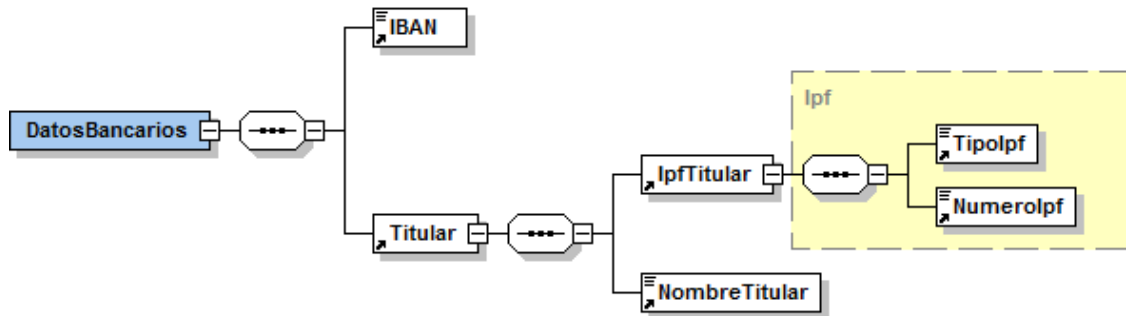 IBAN
Ipf
DatosBancarios
TipoIpf
IpfTitular
NumeroIpf
Titular
NombreTitular